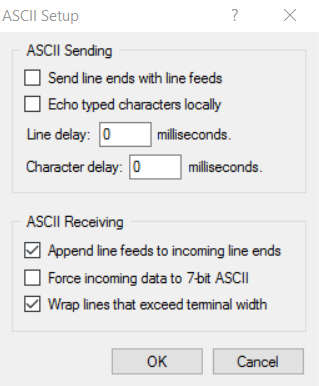 ASCII Setup ?
ASCII Sending
Send line ends with line feeds
Echo typed characters locally
Line delay: 0 milliseconds.
Character delay: 0 milliseconds.
ASCII Receiving
Append line feeds to incoming line ends
Force incoming data to 7-bit ASCII
Wrap lines that exceed terminal width
OK Cancel